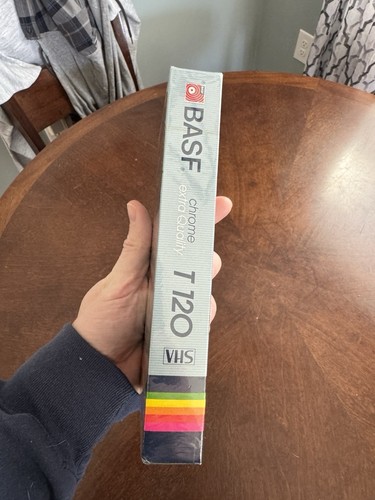 BASF
chrome
extra Quality
T 120
VHS